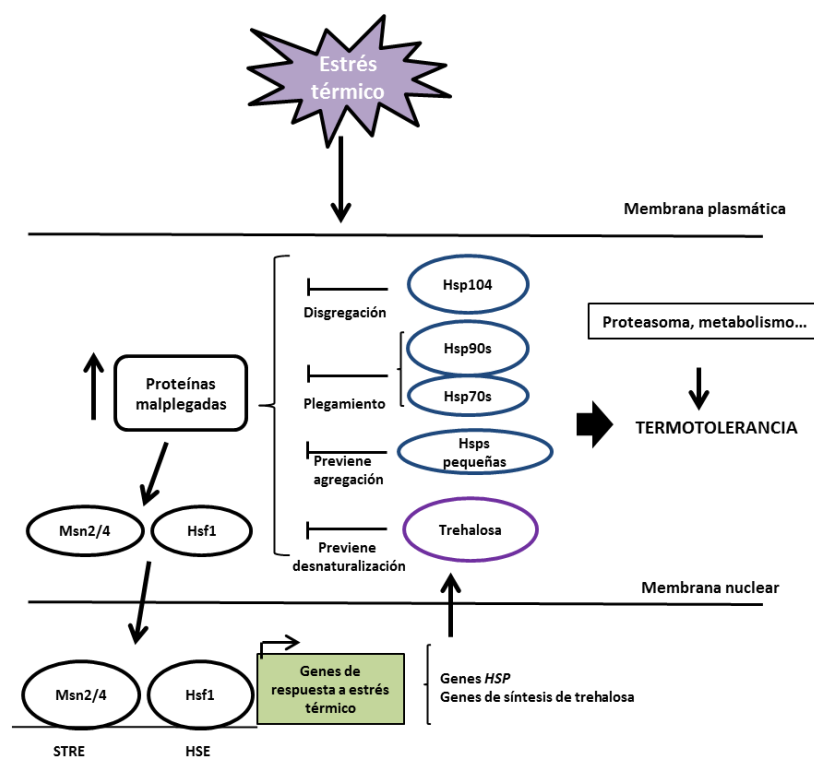 Estrés
térmico
Membrana plasmática
Hsp104
Disgregación
Proteasoma, metabolismo...
Hsp90s
Proteínas
malplegadas
Plegamiento
Hsp70s
TERMOTOLERANCIA
Hsps
pequeñas
Previene
agregación
Msn2/4
Hsf1
Trehalosa
Previene
desnaturalización
Membrana nuclear
Msn2/4
Hsf1
Genes de
respuesta a estrés
térmico
Genes HSP
Genes de síntesis de trehalosa
STRE
HSE